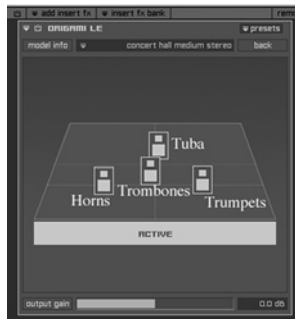 add insert fx insert fx bank remo
ORIGAMI LE presets
model info concert hall medium stereo back
Tuba
Trombones
Horns
Trumpets
ACTIVE
output gain 0.0 dB